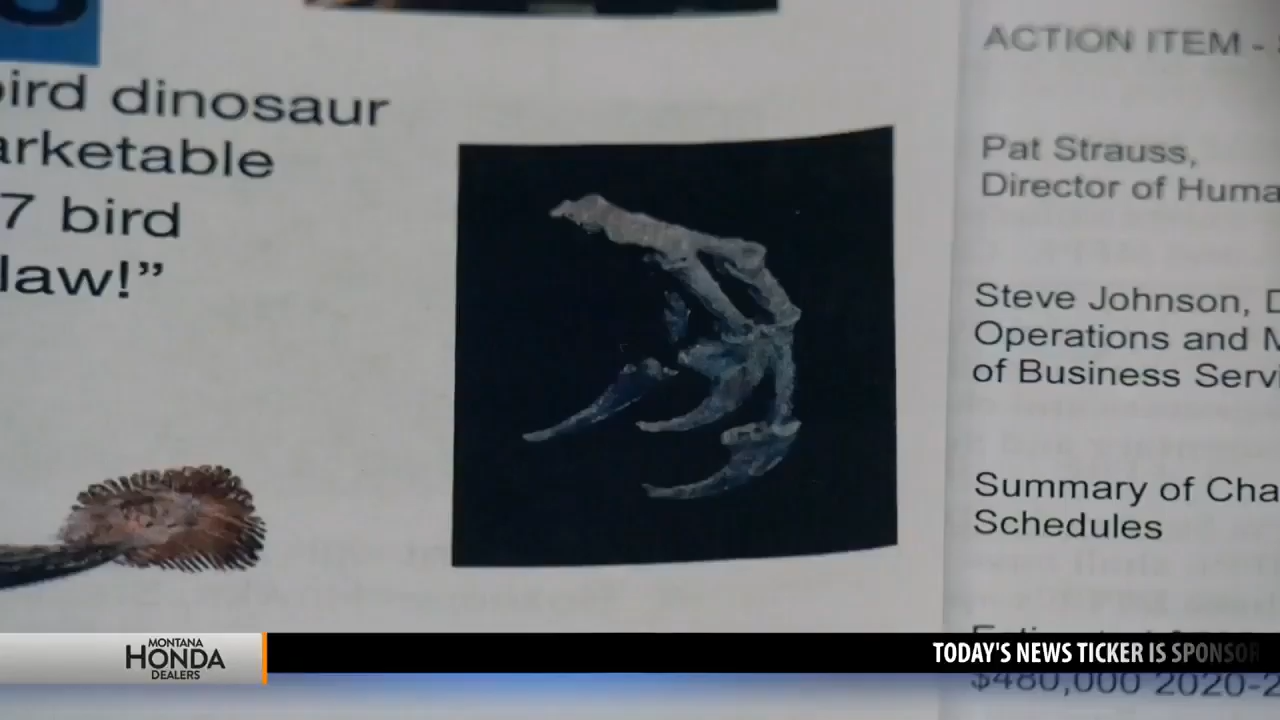 bird dinosaur
arketable
7 bird
law!”
ACTION ITEM -
Pat Strauss,
Director of Huma
Steve Johnson, D
Operations and M
of Business Servi
Summary of Cha
Schedules
$480,000 2020-2
MONTANA
HONDA
DEALERS
TODAY'S NEWS TICKER IS SPONSOR